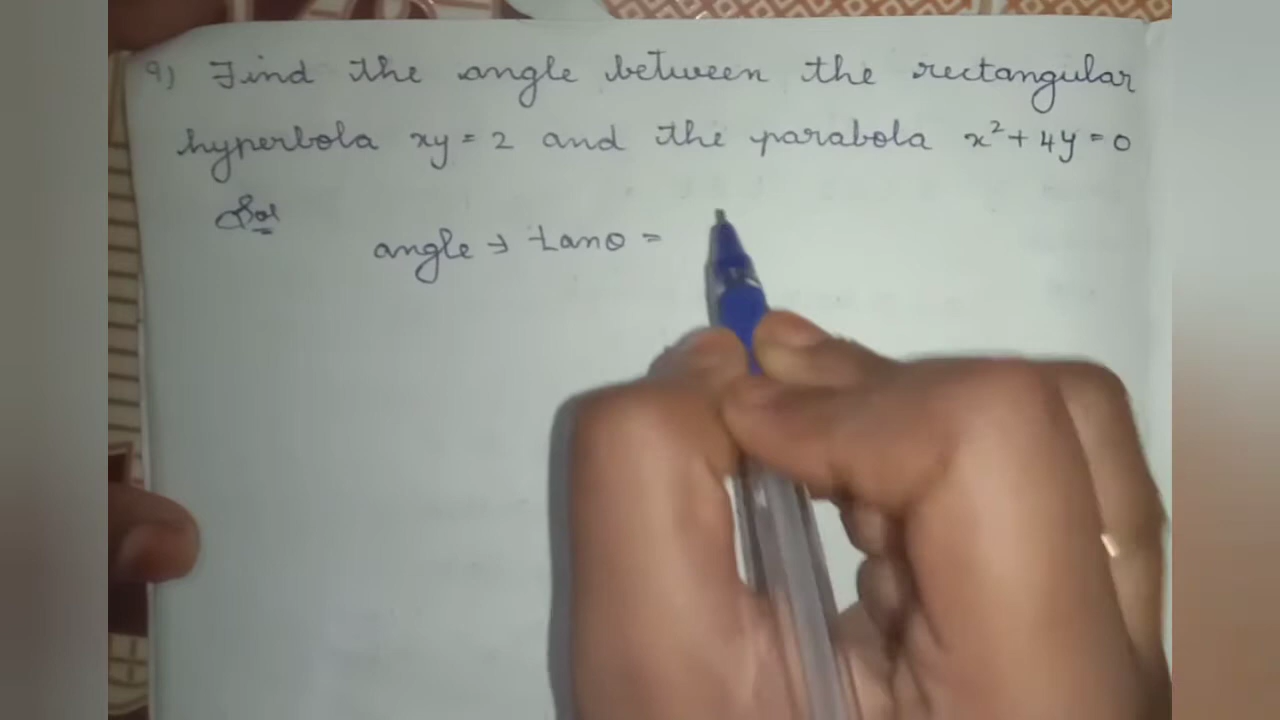 9) Find the angle between the rectangular
hyperbola xy = 2 and the parabola x² + 4y = 0
Sol
angle → tanθ =